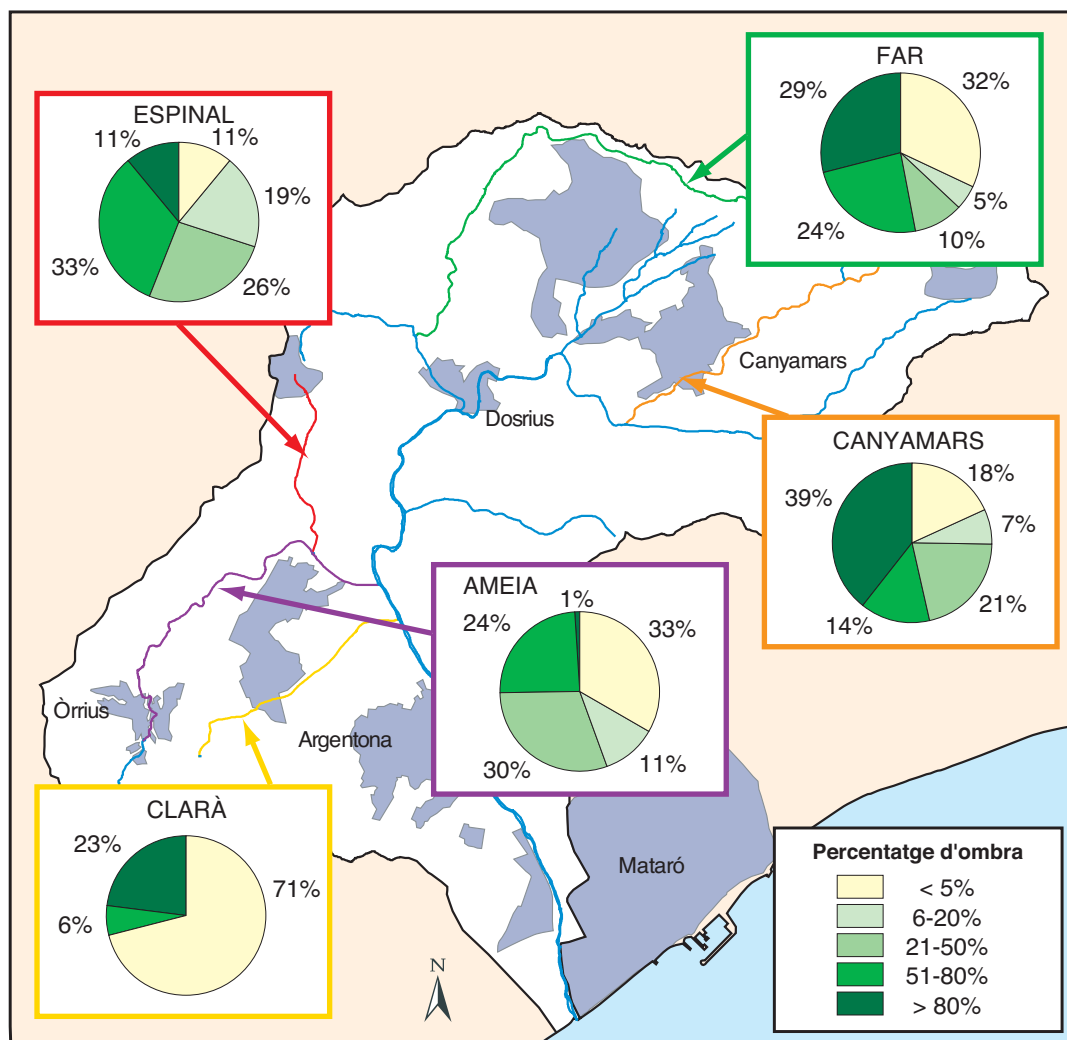 ESPINAL
11%
11%
19%
33%
26%
FAR
29%
32%
5%
24%
10%
Canyamars
Dosrius
CANYAMARS
39%
18%
7%
21%
14%
AMEIA
1%
24%
33%
30%
11%
Òrrius
Argentona
CLARÀ
23%
71%
6%
Mataró
N
Percentatge d'ombra
< 5%
6-20%
21-50%
51-80%
> 80%